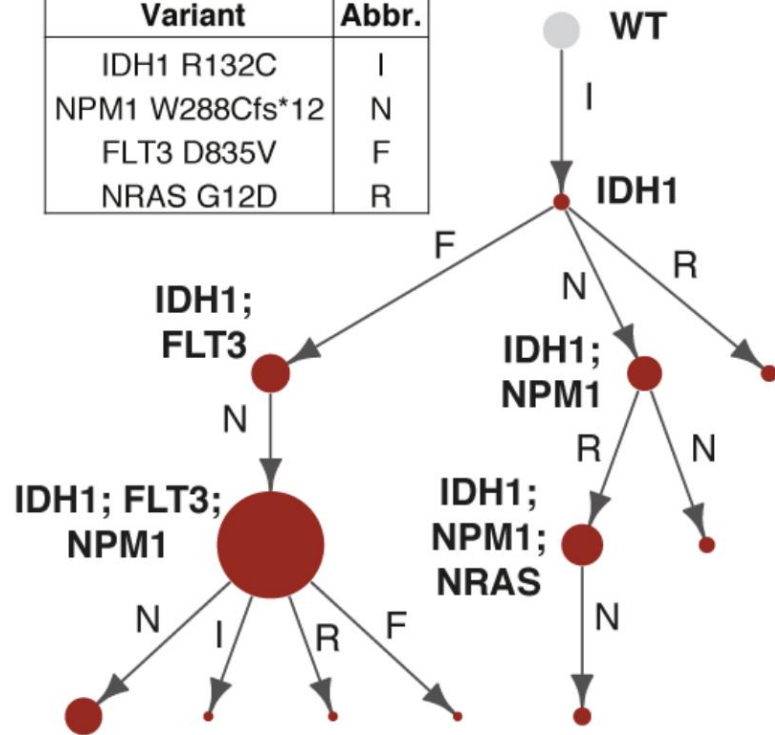 Variant Abbr.
IDH1 R132C I
NPM1 W288Cfs*12 N
FLT3 D835V F
NRAS G12D R
WT
I
IDH1
F
N
R
IDH1;
FLT3
IDH1;
NPM1
N
R
N
IDH1; FLT3;
NPM1
IDH1;
NPM1;
NRAS
N
I
R
F
N